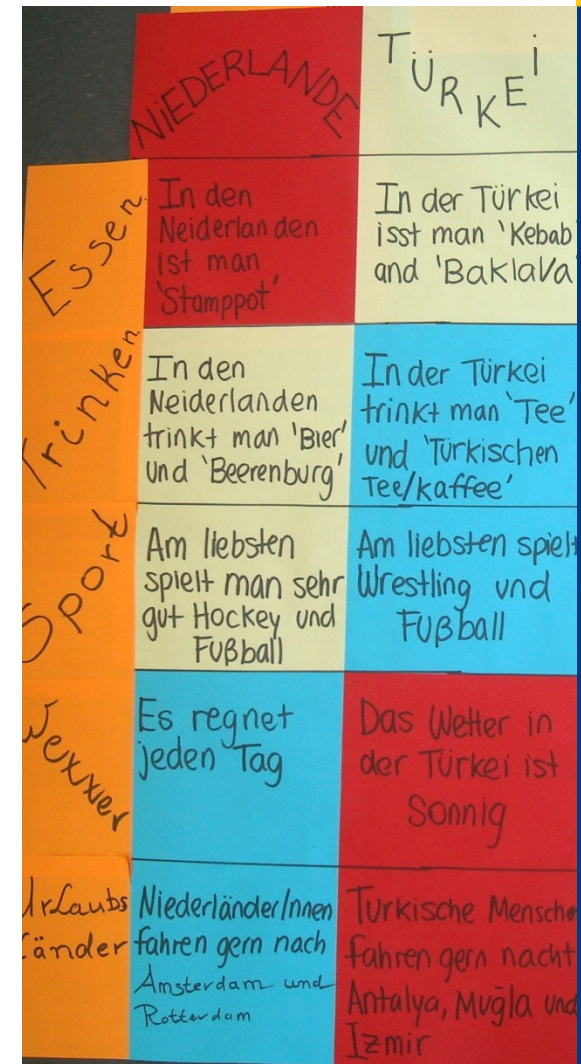 NiEDERLANDE
TÜRKEi
Essen
In den
Neiderlanden
ist man
'Stamppot'
In der Türkei
isst man 'Kebab
and 'Baklava'
Trinken
In den
Neiderlanden
trinkt man 'Bier'
und 'Beerenburg'
In der Türkei
trinkt man 'Tee'
und 'Türkischen
Tee/kaffee'
Sport
Am liebsten
spielt man sehr
gut Hockey und
Fußball
Am liebsten spielt
Wrestling und
Fußball
Wetter
Es regnet
jeden Tag
Das Wetter in
der Türkei ist
Sonnig
Urlaubs
Länder
Niederländer/innen
fahren gern nach
Amsterdam und
Rotterdam
Turkische Mensche
fahren gern nacht
Antalya, Muğla und
Izmir